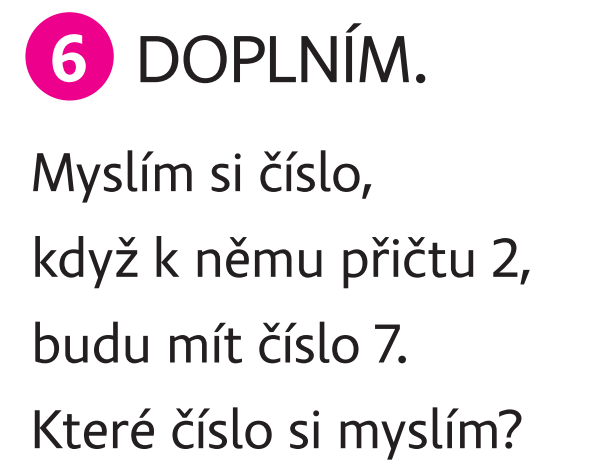 6 DOPLNÍM.
Myslím si číslo,
když k němu přičtu 2,
budu mít číslo 7.
Které číslo si myslím?